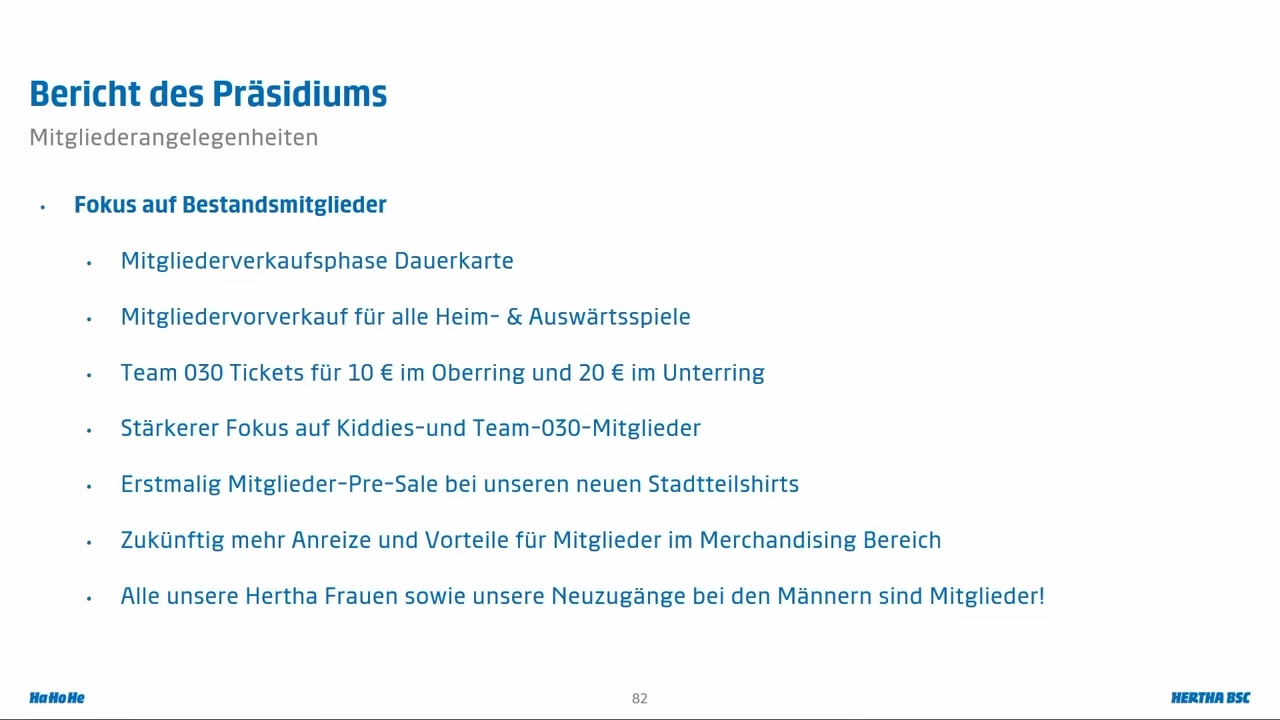 Bericht des Präsidiums
Mitgliederangelegenheiten
• Fokus auf Bestandsmitglieder
• Mitgliederverkaufsphase Dauerkarte
• Mitgliedervorverkauf für alle Heim- & Auswärtsspiele
• Team 030 Tickets für 10 € im Oberring und 20 € im Unterring
• Stärkerer Fokus auf Kiddies-und Team-030-Mitglieder
• Erstmalig Mitglieder-Pre-Sale bei unseren neuen Stadtteilshirts
• Zukünftig mehr Anreize und Vorteile für Mitglieder im Merchandising Bereich
• Alle unsere Hertha Frauen sowie unsere Neuzugänge bei den Männern sind Mitglieder!
HaHoHe
82
HERTHA BSC